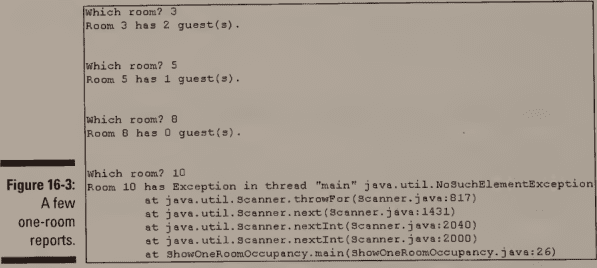 Which room? 3
Room 3 has 2 guest(s).
Which room? 5
Room 5 has 1 guest(s).
Which room? 8
Room 8 has 0 guest(s).
Which room? 10
Room 10 has Exception in thread "main" java.util.NoSuchElementException
at java.util.Scanner.throwFor(Scanner.java:817)
at java.util.Scanner.next(Scanner.java:1431)
at java.util.Scanner.nextInt(Scanner.java:2040)
at java.util.Scanner.nextInt(Scanner.java:2000)
at ShowOneRoomOccupancy.main(ShowOneRoomOccupancy.java:26)
Figure 16-3:
A few
one-room
reports.